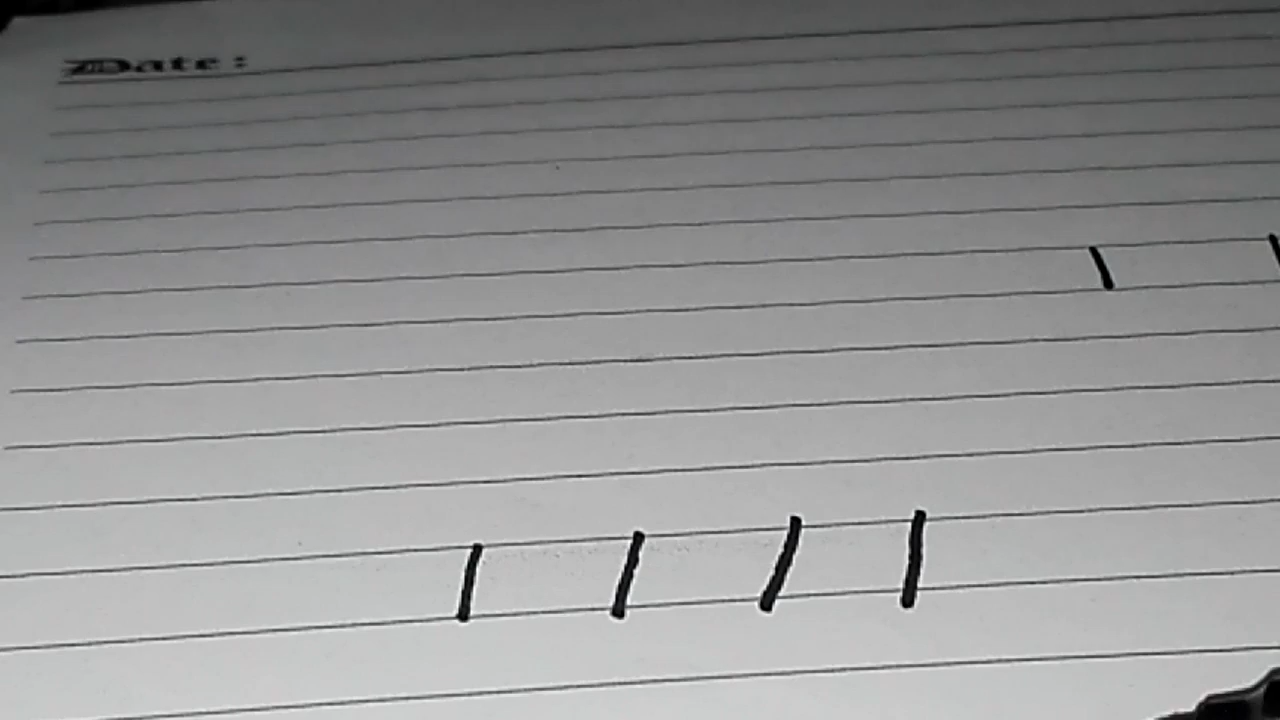 Date:
| |
| | | |